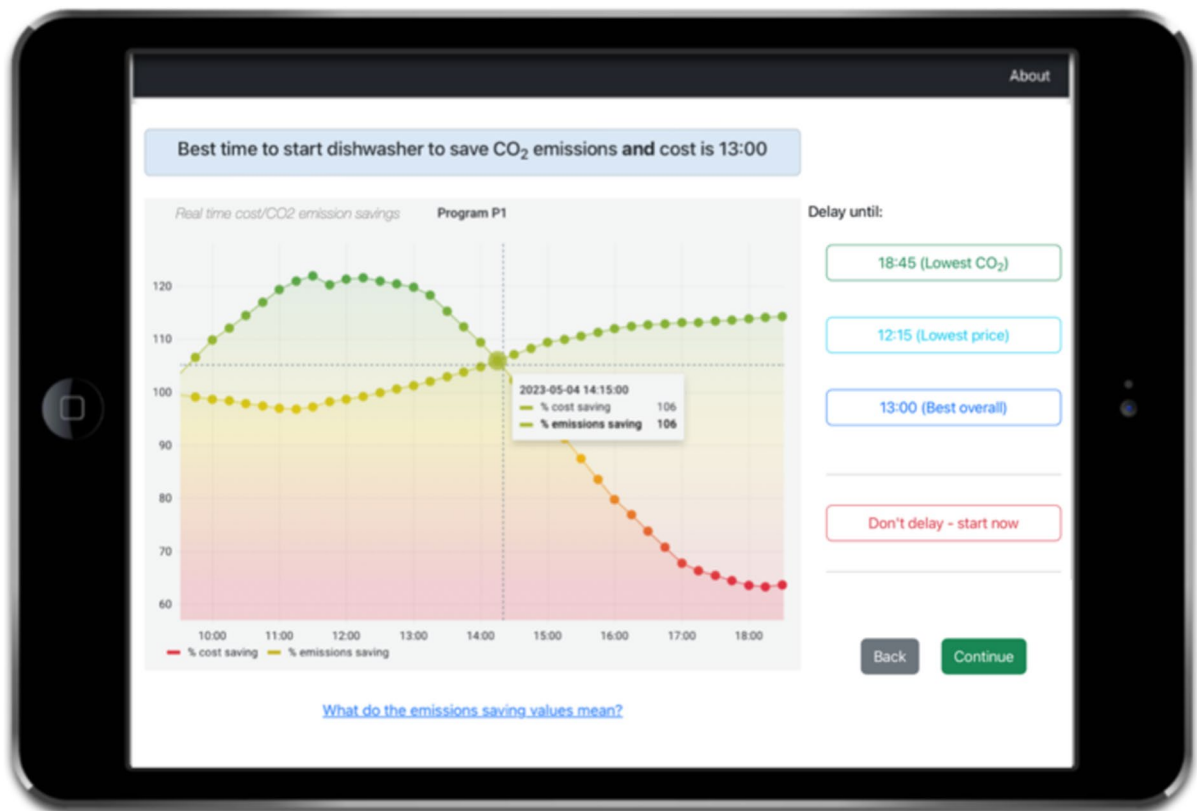 About
Best time to start dishwasher to save CO₂ emissions and cost is 13:00
Real time cost/CO2 emission savings Program P1
120
110
100
90
80
70
60
10:00 11:00 12:00 13:00 14:00 15:00 16:00 17:00 18:00
% cost saving % emissions saving
2023-05-04 14:15:00
% cost saving 106
% emissions saving 106
What do the emissions saving values mean?
Delay until:
18:45 (Lowest CO₂)
12:15 (Lowest price)
13:00 (Best overall)
Don't delay - start now
Back Continue